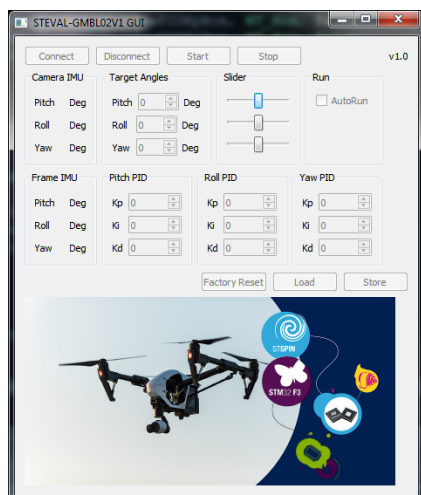 STEVAL-GMBL02V1 GUI
Connect Disconnect Start Stop v1.0
Camera IMU Target Angles Slider Run
Pitch Deg Pitch 0 Deg AutoRun
Roll Deg Roll 0 Deg
Yaw Deg Yaw 0 Deg
Frame IMU Pitch PID Roll PID Yaw PID
Pitch Deg Kp 0 Kp 0 Kp 0
Roll Deg Ki 0 Ki 0 Ki 0
Yaw Deg Kd 0 Kd 0 Kd 0
Factory Reset Load Store
STSPIN
STM32 F3